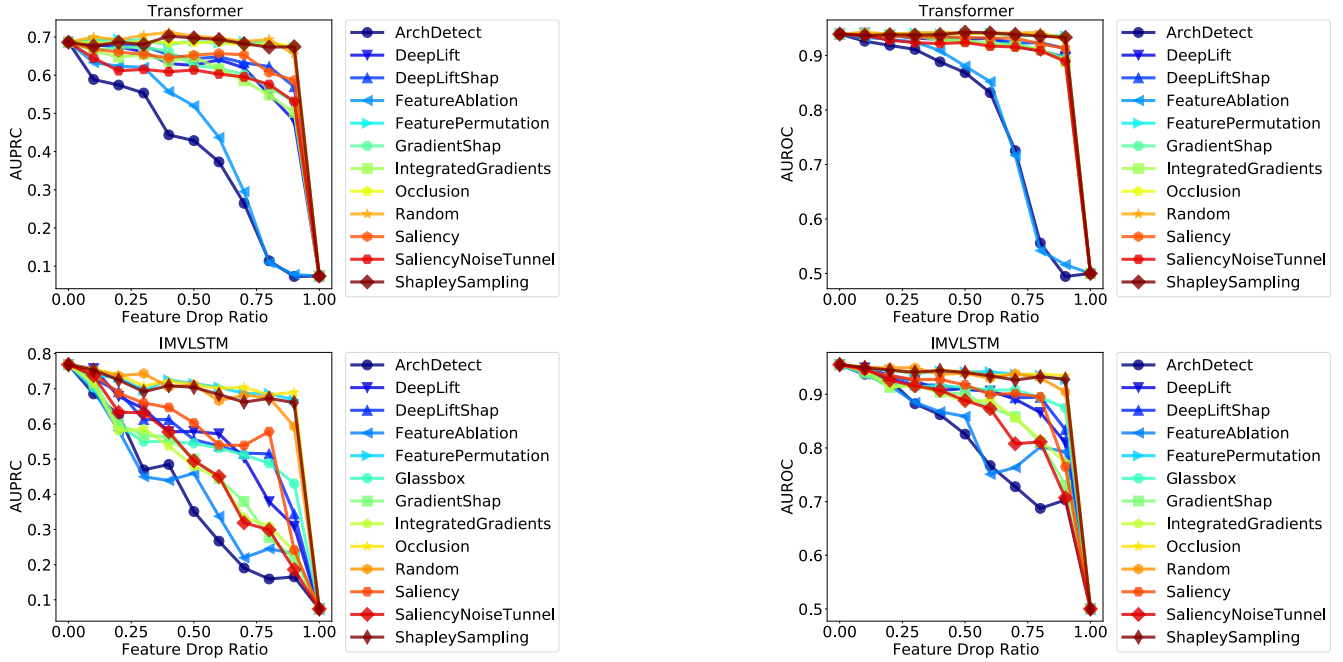 Transformer
AUPRC
0.7
0.6
0.5
0.4
0.3
0.2
0.1
0.00 0.25 0.50 0.75 1.00
Feature Drop Ratio
ArchDetect
DeepLift
DeepLiftShap
FeatureAblation
FeaturePermutation
GradientShap
IntegratedGradients
Occlusion
Random
Saliency
SaliencyNoiseTunnel
ShapleySampling
Transformer
AUROC
0.9
0.8
0.7
0.6
0.5
0.00 0.25 0.50 0.75 1.00
Feature Drop Ratio
ArchDetect
DeepLift
DeepLiftShap
FeatureAblation
FeaturePermutation
GradientShap
IntegratedGradients
Occlusion
Random
Saliency
SaliencyNoiseTunnel
ShapleySampling
IMVLSTM
AUPRC
0.8
0.7
0.6
0.5
0.4
0.3
0.2
0.1
0.00 0.25 0.50 0.75 1.00
Feature Drop Ratio
ArchDetect
DeepLift
DeepLiftShap
FeatureAblation
FeaturePermutation
Glassbox
GradientShap
IntegratedGradients
Occlusion
Random
Saliency
SaliencyNoiseTunnel
ShapleySampling
IMVLSTM
AUROC
0.9
0.8
0.7
0.6
0.5
0.00 0.25 0.50 0.75 1.00
Feature Drop Ratio
ArchDetect
DeepLift
DeepLiftShap
FeatureAblation
FeaturePermutation
Glassbox
GradientShap
IntegratedGradients
Occlusion
Random
Saliency
SaliencyNoiseTunnel
ShapleySampling